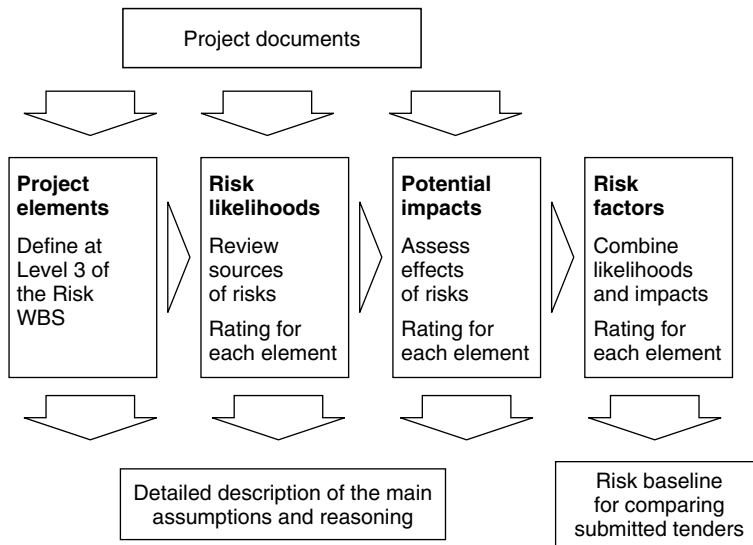 Project documents
Project
elements
Define at
Level 3 of
the Risk
WBS
Risk
likelihoods
Review
sources
of risks
Rating for
each element
Potential
impacts
Assess
effects
of risks
Rating for
each element
Risk
factors
Combine
likelihoods
and impacts
Rating for
each element
Detailed description of the main
assumptions and reasoning
Risk baseline
for comparing
submitted tenders